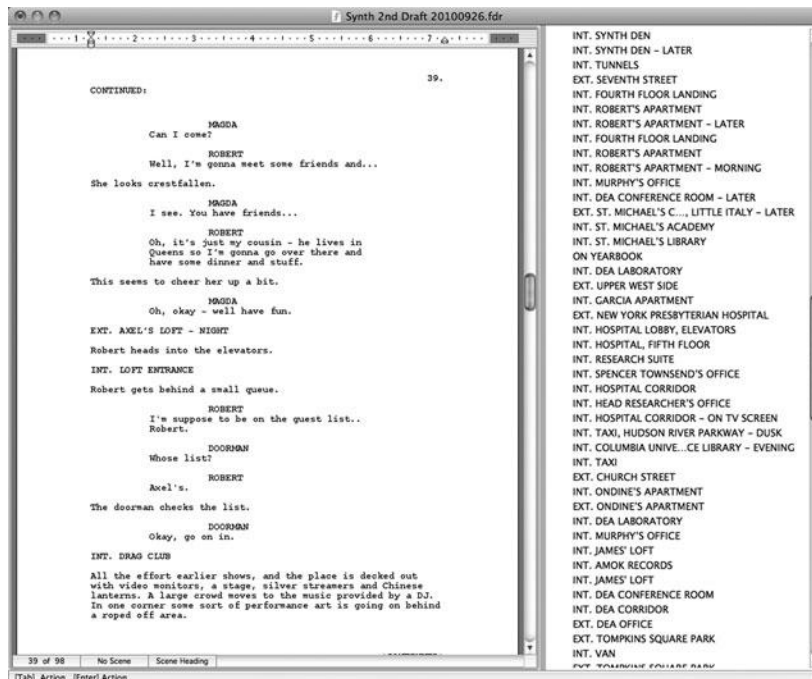 Synth 2nd Draft 20100926.fdr
1 2 3 4 5 6 7
39.
CONTINUED:
MAGDA
Can I come?
ROBERT
Well, I'm gonna meet some friends and...
She looks crestfallen.
MAGDA
I see. You have friends...
ROBERT
Oh, it's just my cousin - he lives in
Queens so I'm gonna go over there and
have some dinner and stuff.
This seems to cheer her up a bit.
MAGDA
Oh, okay - well have fun.
EXT. AXEL'S LOFT - NIGHT
Robert heads into the elevators.
INT. LOFT ENTRANCE
Robert gets behind a small queue.
ROBERT
I'm suppose to be on the guest list..
Robert.
DOORMAN
Whose list?
ROBERT
Axel's.
The doorman checks the list.
DOORMAN
Okay, go on in.
INT. DRAG CLUB
All the effort earlier shows, and the place is decked out
with video monitors, a stage, silver streamers and Chinese
lanterns. A large crowd moves to the music provided by a DJ.
In one corner some sort of performance art is going on behind
a roped off area.
39 of 98 No Scene Scene Heading
[Tab] Action [Enter] Action
INT. SYNTH DEN
INT. SYNTH DEN – LATER
INT. TUNNELS
EXT. SEVENTH STREET
INT. FOURTH FLOOR LANDING
INT. ROBERT'S APARTMENT
INT. ROBERT'S APARTMENT – LATER
INT. FOURTH FLOOR LANDING
INT. ROBERT'S APARTMENT
INT. ROBERT'S APARTMENT – MORNING
INT. MURPHY'S OFFICE
INT. DEA CONFERENCE ROOM – LATER
EXT. ST. MICHAEL'S C..., LITTLE ITALY – LATER
INT. ST. MICHAEL'S ACADEMY
INT. ST. MICHAEL'S LIBRARY
ON YEARBOOK
INT. DEA LABORATORY
EXT. UPPER WEST SIDE
INT. GARCIA APARTMENT
EXT. NEW YORK PRESBYTERIAN HOSPITAL
INT. HOSPITAL LOBBY, ELEVATORS
INT. HOSPITAL, FIFTH FLOOR
INT. RESEARCH SUITE
INT. SPENCER TOWNSEND'S OFFICE
INT. HOSPITAL CORRIDOR
INT. HEAD RESEARCHER'S OFFICE
INT. HOSPITAL CORRIDOR – ON TV SCREEN
INT. TAXI, HUDSON RIVER PARKWAY – DUSK
INT. COLUMBIA UNIVE...CE LIBRARY – EVENING
INT. TAXI
EXT. CHURCH STREET
INT. ONDINE'S APARTMENT
EXT. ONDINE'S APARTMENT
INT. DEA LABORATORY
INT. MURPHY'S OFFICE
INT. JAMES' LOFT
INT. AMOK RECORDS
INT. JAMES' LOFT
INT. DEA CONFERENCE ROOM
INT. DEA CORRIDOR
EXT. DEA OFFICE
EXT. TOMPKINS SQUARE PARK
INT. VAN
EXT. TOMPKINS SQUARE PARK